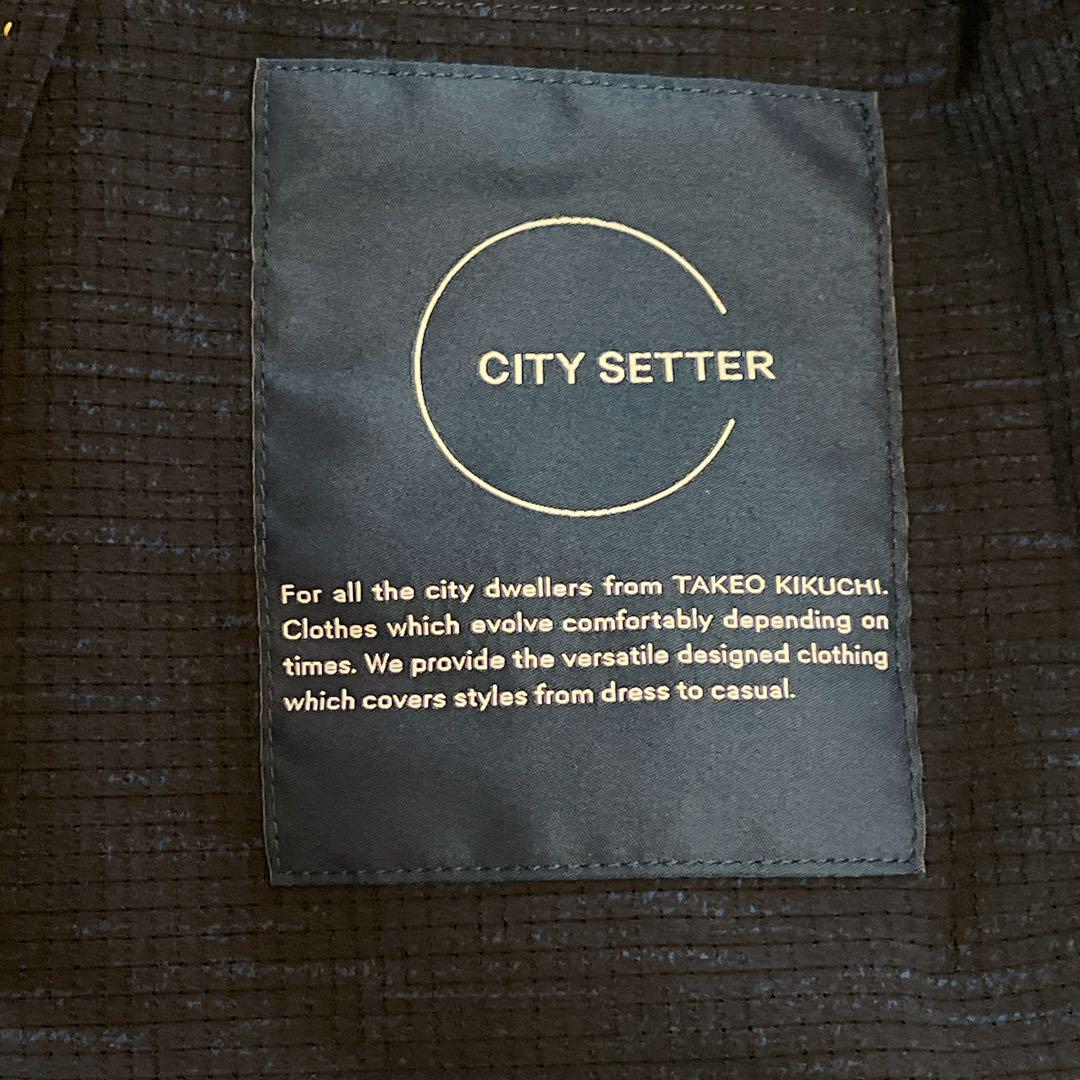 CITY SETTER
For all the city dwellers from TAKEO KIKUCHI.
Clothes which evolve comfortably depending on
times. We provide the versatile designed clothing
which covers styles from dress to casual.